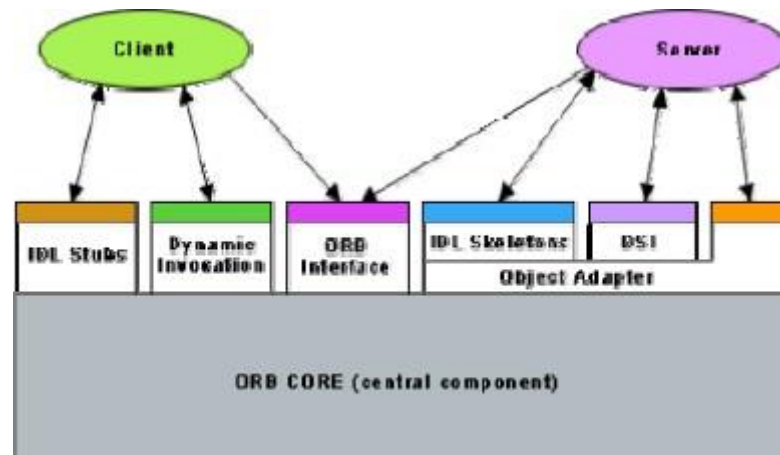 Client
Server
IDL Stubs
Dynamic
Invocation
ORB
Interface
IDL Skeletons
DSI
Object Adapter
ORB CORE (central component)